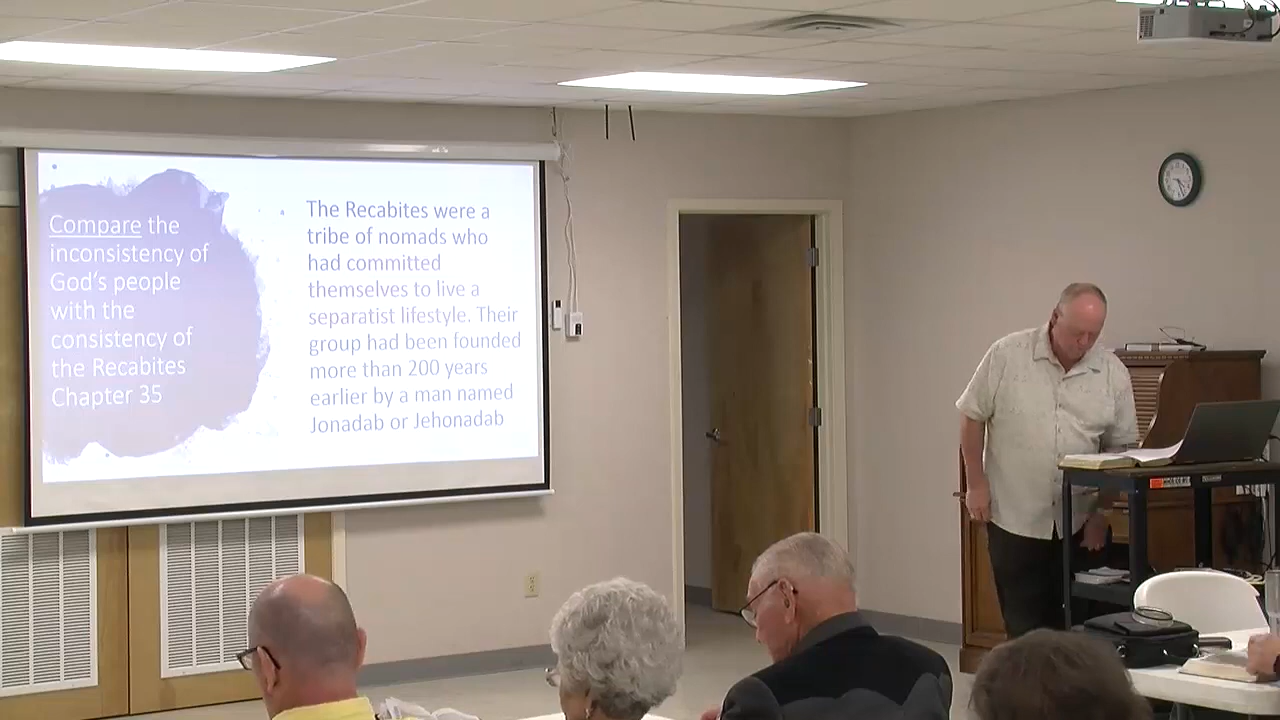 Compare the
inconsistency of
God's people
with the
consistency of
the Recabites
Chapter 35
The Recabites were a
tribe of nomads who
had committed
themselves to live a
separatist lifestyle. Their
group had been founded
more than 200 years
earlier by a man named
Jonadab or Jehonadab